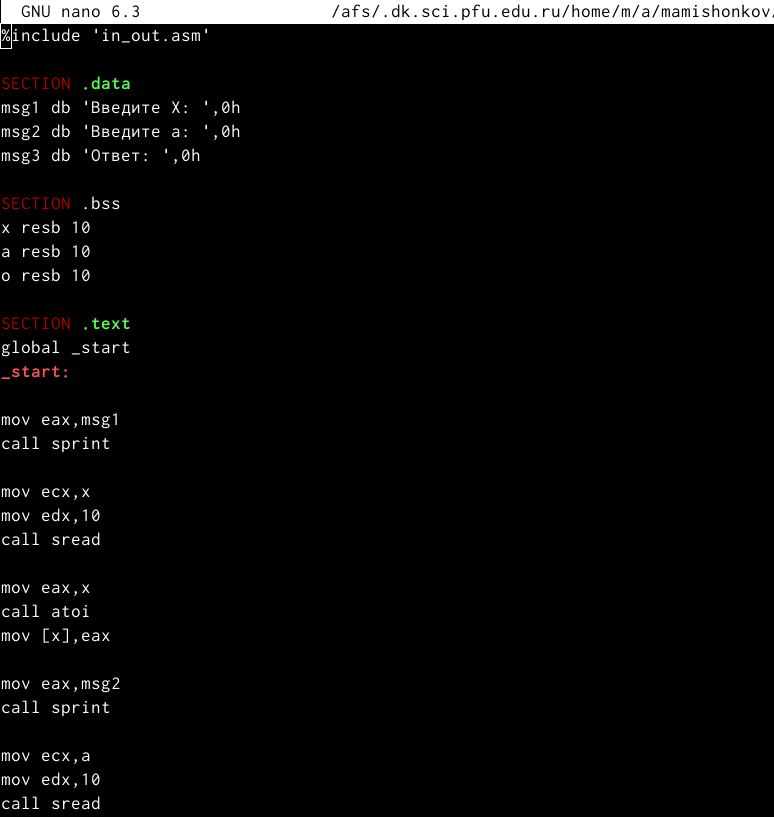 GNU nano 6.3 /afs/.dk.sci.pfu.edu.ru/home/m/a/mamishonkov/
%include 'in_out.asm'
SECTION .data
msg1 db 'Введите X: ',0h
msg2 db 'Введите a: ',0h
msg3 db 'Ответ: ',0h
SECTION .bss
x resb 10
a resb 10
o resb 10
SECTION .text
global _start
_start:
mov eax,msg1
call sprint
mov ecx,x
mov edx,10
call sread
mov eax,x
call atoi
mov [x],eax
mov eax,msg2
call sprint
mov ecx,a
mov edx,10
call sread